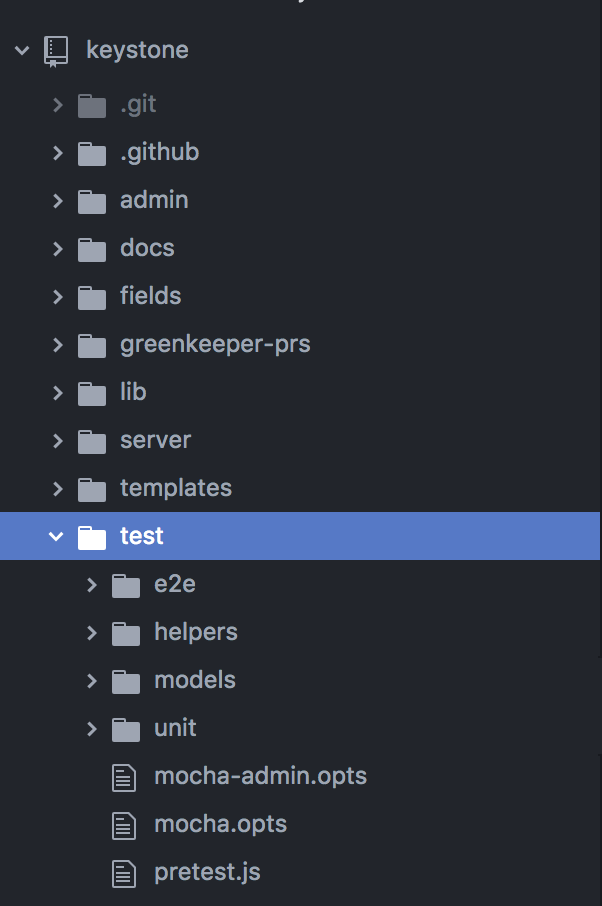 keystone
.git
.github
admin
docs
fields
greenkeeper-prs
lib
server
templates
test
e2e
helpers
models
unit
mocha-admin.opts
mocha.opts
pretest.js